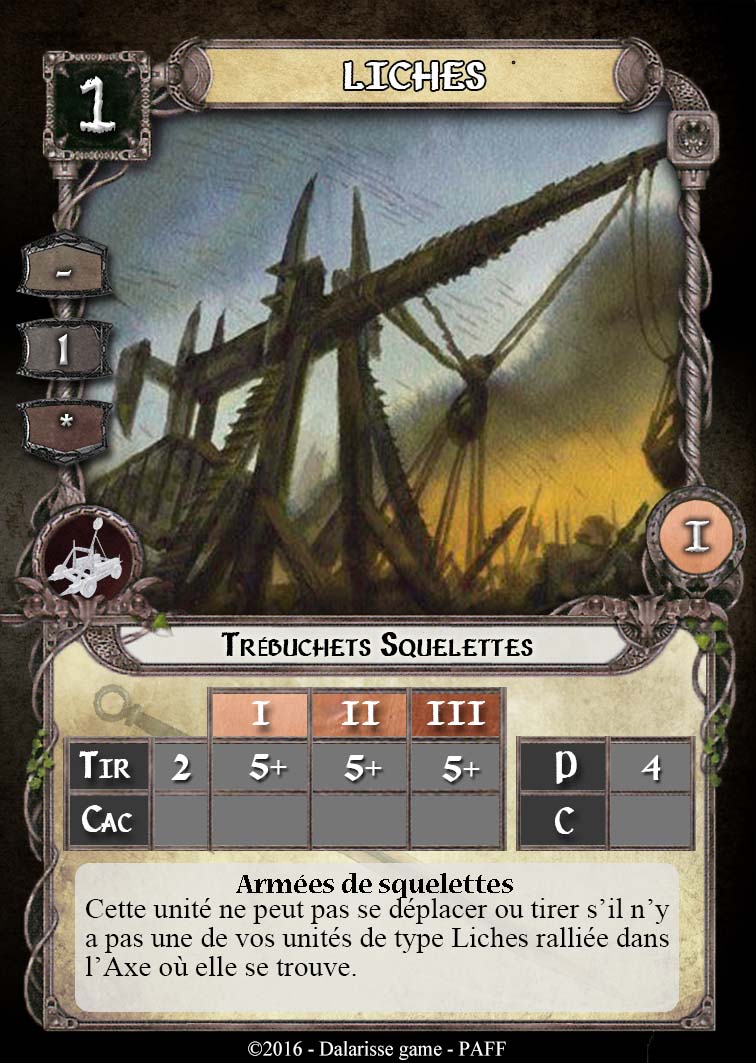 1
LICHES
-
1
*
I
Trébuchets Squelettes
I II III
Tir 2 5+ 5+ 5+ P 4
Cac C
Armées de squelettes
Cette unité ne peut pas se déplacer ou tirer s'il n'y
a pas une de vos unités de type Liches ralliée dans
l'Axe où elle se trouve.
©2016 - Dalarisse game - PAFF